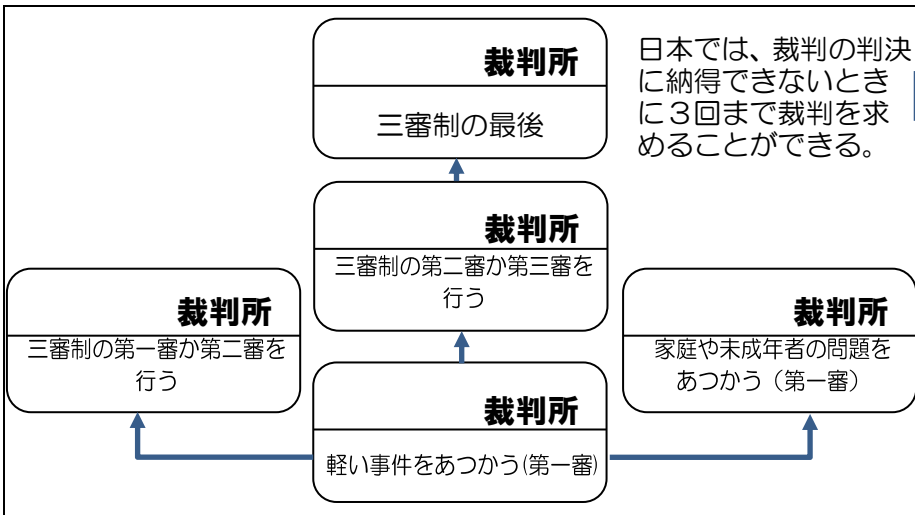 裁判所
三審制の最後
日本では、裁判の判決
に納得できないとき
に３回まで裁判を求
めることができる。
裁判所
三審制の第二審か第三審を
行う
裁判所
三審制の第一審か第二審を
行う
裁判所
家庭や未成年者の問題を
あつかう（第一審）
裁判所
軽い事件をあつかう(第一審)